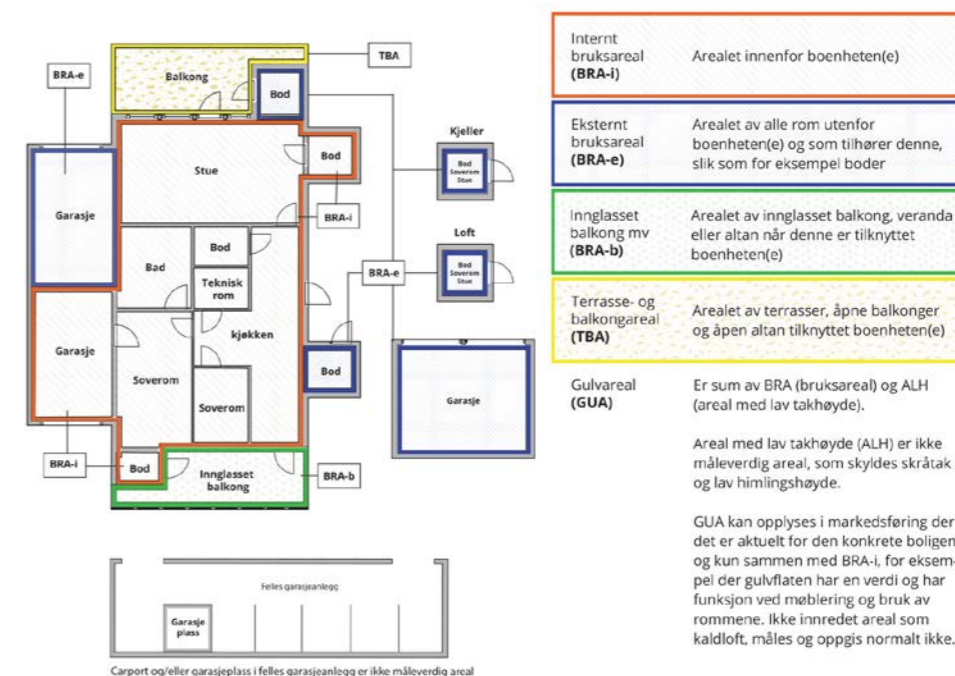 TBA
BRA-e
Balkong
Bod
Kjeller
Bod
Soverom
Stue
Stue
Bod
BRA-i
Garasje
Loft
Bod
Soverom
Stue
Bad
Bod
BRA-e
Teknisk
rom
kjøkken
Garasje
Soverom
Bod
Garasje
Soverom
BRA-i
Bod
Innglasset
balkong
BRA-b
Felles garasjeanlegg
Garasje
plass
Carport og/eller garasjeplass i felles garasjeanlegg er ikke måleverdig areal
Internt
bruksareal
(BRA-i)
Arealet innenfor boenheten(e)
Eksternt
bruksareal
(BRA-e)
Arealet av alle rom utenfor
boenheten(e) og som tilhører denne,
slik som for eksempel boder
Innglasset
balkong mv
(BRA-b)
Arealet av innglasset balkong, veranda
eller altan når denne er tilknyttet
boenheten(e)
Terrasse- og
balkongareal
(TBA)
Arealet av terrasser, åpne balkonger
og åpen altan tilknyttet boenheten(e)
Gulvareal
(GUA)
Er sum av BRA (bruksareal) og ALH
(areal med lav takhøyde).
Areal med lav takhøyde (ALH) er ikke
måleverdig areal, som skyldes skråtak
og lav himlingshøyde.
GUA kan opplyses i markedsføring der
det er aktuelt for den konkrete boligen
og kun sammen med BRA-i, for eksem-
pel der gulvflaten har en verdi og har
funksjon ved møblering og bruk av
rommene. Ikke innredet areal som
kaldloft, måles og oppgis normalt ikke.